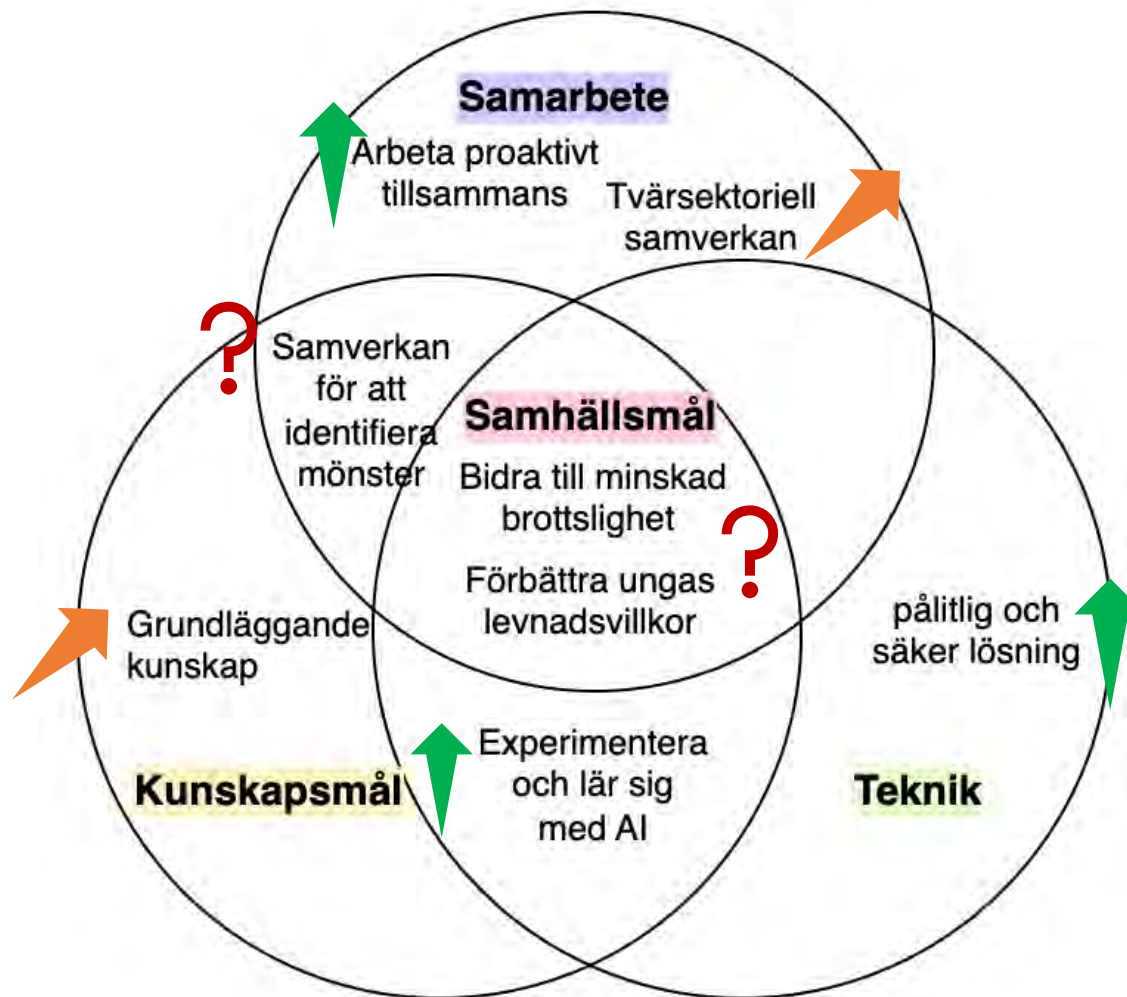 Samarbete
Arbeta proaktivt
tillsammans
Tvärsektoriell
samverkan
?
Samverkan
för att
identifiera
mönster
Samhällsmål
Bidra till minskad
brottslighet
?
Förbättra ungas
levnadsvillkor
Grundläggande
kunskap
pålitlig och
säker lösning
Kunskapsmål
Experimentera
och lär sig
med AI
Teknik